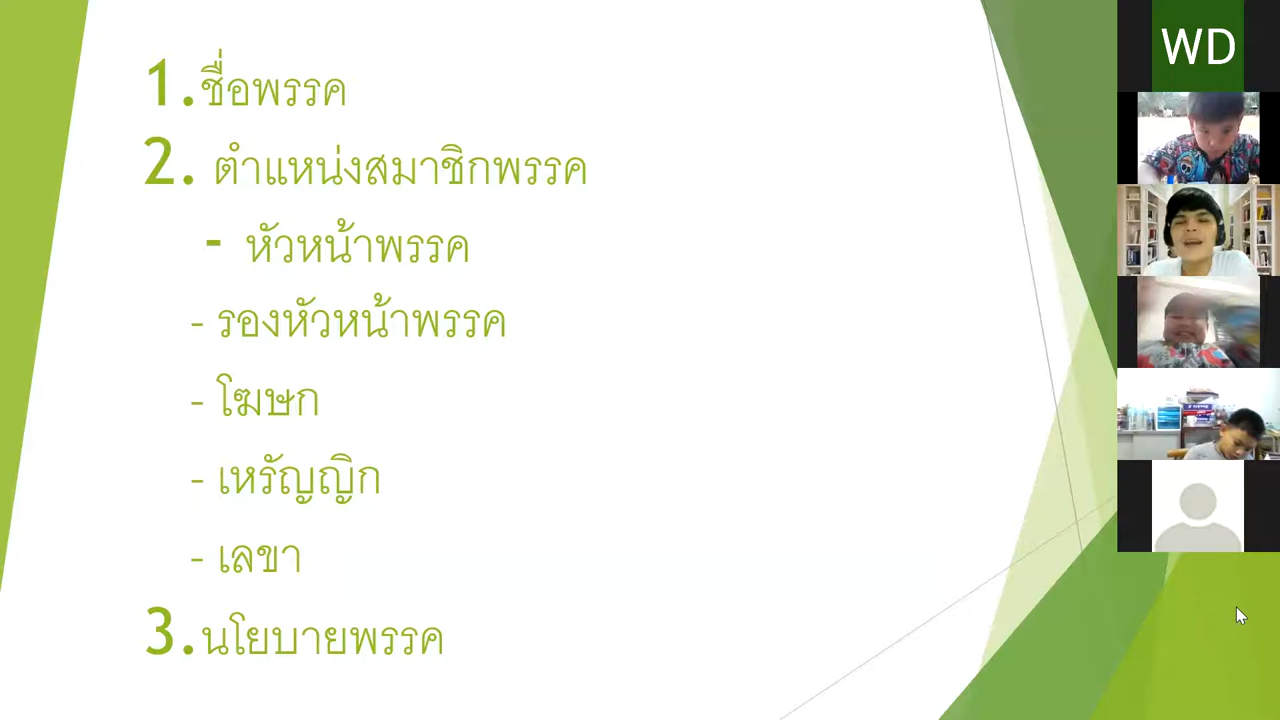 1.ชื่อพรรค
2. ตำแหน่งสมาชิกพรรค
- หัวหน้าพรรค
- รองหัวหน้าพรรค
- โฆษก
- เหรัญญิก
- เลขา
3.นโยบายพรรค
WD